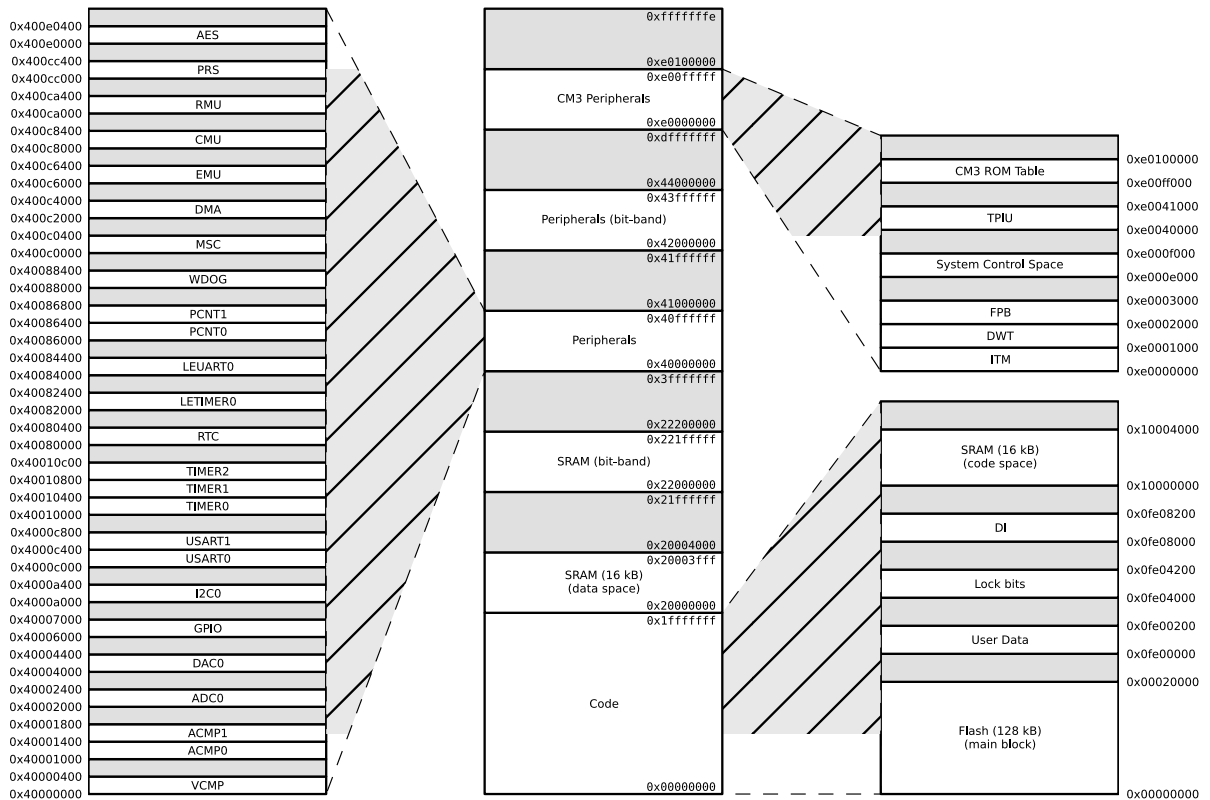 0x400e0400
AES
0x400e0000
0x400cc400
PRS
0x400cc000
0x400ca400
RMU
0x400ca000
0x400c8400
CMU
0x400c8000
0x400c6400
EMU
0x400c6000
0x400c4000
DMA
0x400c2000
0x400c0400
MSC
0x400c0000
0x40088400
WDOG
0x40088000
0x40086800
PCNT1
0x40086400
PCNT0
0x40086000
0x40084400
LEUART0
0x40084000
0x40082400
LETIMER0
0x40082000
0x40080400
RTC
0x40080000
0x40010c00
TIMER2
0x40010800
TIMER1
0x40010400
TIMER0
0x40010000
0x4000c800
USART1
0x4000c400
USART0
0x4000c000
0x4000a400
I2C0
0x4000a000
0x40007000
GPIO
0x40006000
0x40004400
DAC0
0x40004000
0x40002400
ADC0
0x40002000
0x40001800
ACMP1
0x40001400
ACMP0
0x40001000
0x40000400
VCMP
0x40000000
0xfffffffe
0xe0100000
0xe00fffff
CM3 Peripherals
0xe0000000
0xdfffffff
0x44000000
0x43ffffff
Peripherals (bit-band)
0x42000000
0x41ffffff
0x41000000
0x40ffffff
Peripherals
0x40000000
0x3fffffff
0x22200000
0x221fffff
SRAM (bit-band)
0x22000000
0x21ffffff
0x20004000
0x20003fff
SRAM (16 kB)
(data space)
0x20000000
0x1fffffff
Code
0x00000000
0xe0100000
CM3 ROM Table
0xe00ff000
0xe0041000
TPIU
0xe0040000
0xe000f000
System Control Space
0xe000e000
0xe0003000
FPB
0xe0002000
DWT
0xe0001000
ITM
0xe0000000
0x10004000
SRAM (16 kB)
(code space)
0x10000000
0x0fe08200
DI
0x0fe08000
0x0fe04200
Lock bits
0x0fe04000
0x0fe00200
User Data
0x0fe00000
0x00020000
Flash (128 kB)
(main block)
0x00000000